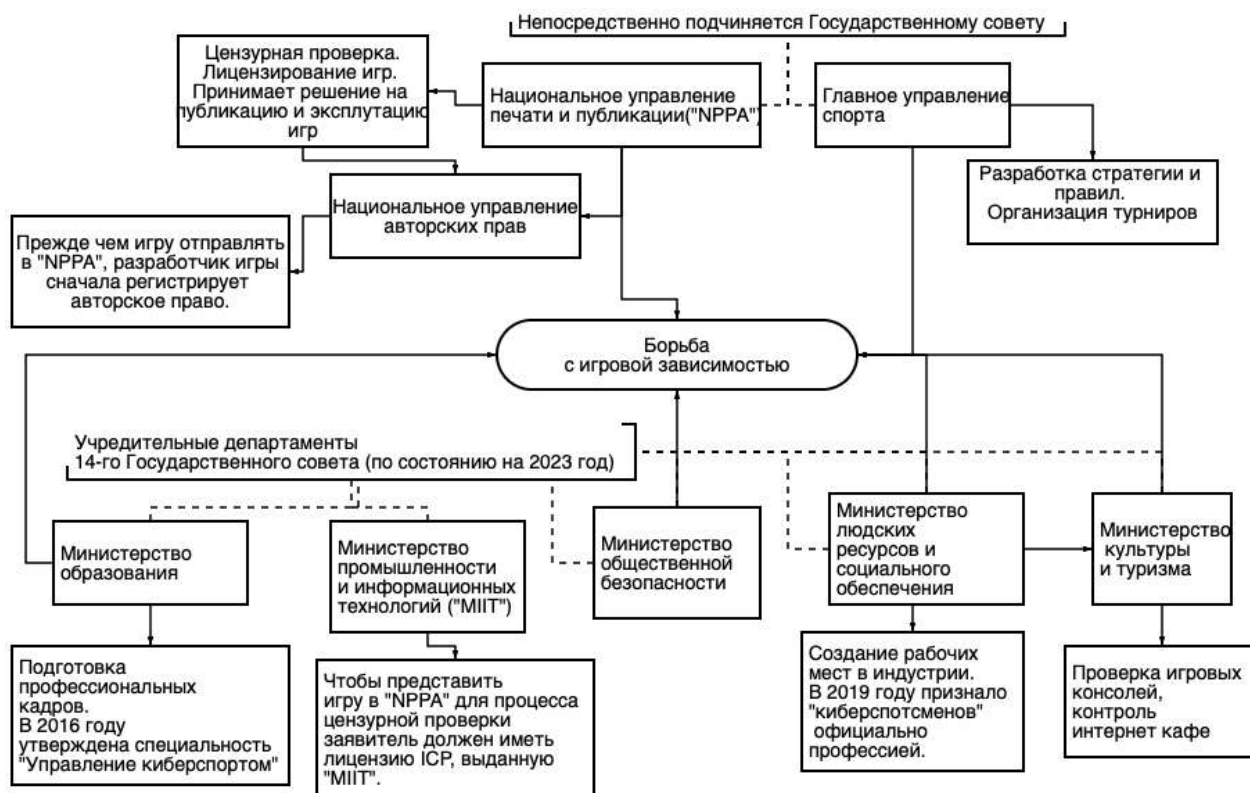 Непосредственно подчиняется Государственному совету
Цензурная проверка.
Лицензирование игр.
Принимает решение на
публикацию и эксплутацию
игр
Национальное управление
печати и публикации("NPPA")
Главное управление
спорта
Разработка стратегии и
правил.
Организация турниров
Национальное управление
авторских прав
Прежде чем игру отправлять
в "NPPA", разработчик игры
сначала регистрирует
авторское право.
Борьба
с игровой зависимостью
Учредительные департаменты
14-го Государственного совета (по состоянию на 2023 год)
Министерство
образования
Министерство
промышленности
и информационных
технологий ("MIIT")
Министерство
общественной
безопасности
Министерство
людских
ресурсов и
социального
обеспечения
Министерство
культуры
и туризма
Подготовка
профессиональных
кадров.
В 2016 году
утверждена специальность
"Управление киберспортом"
Чтобы представить
игру в "NPPA" для процесса
цензурной проверки
заявитель должен иметь
лицензию ICP, выданную
"MIIT".
Создание рабочих
мест в индустрии.
В 2019 году признало
"киберспотсменов"
официально
профессией.
Проверка игровых
консолей,
контроль
интернет кафе